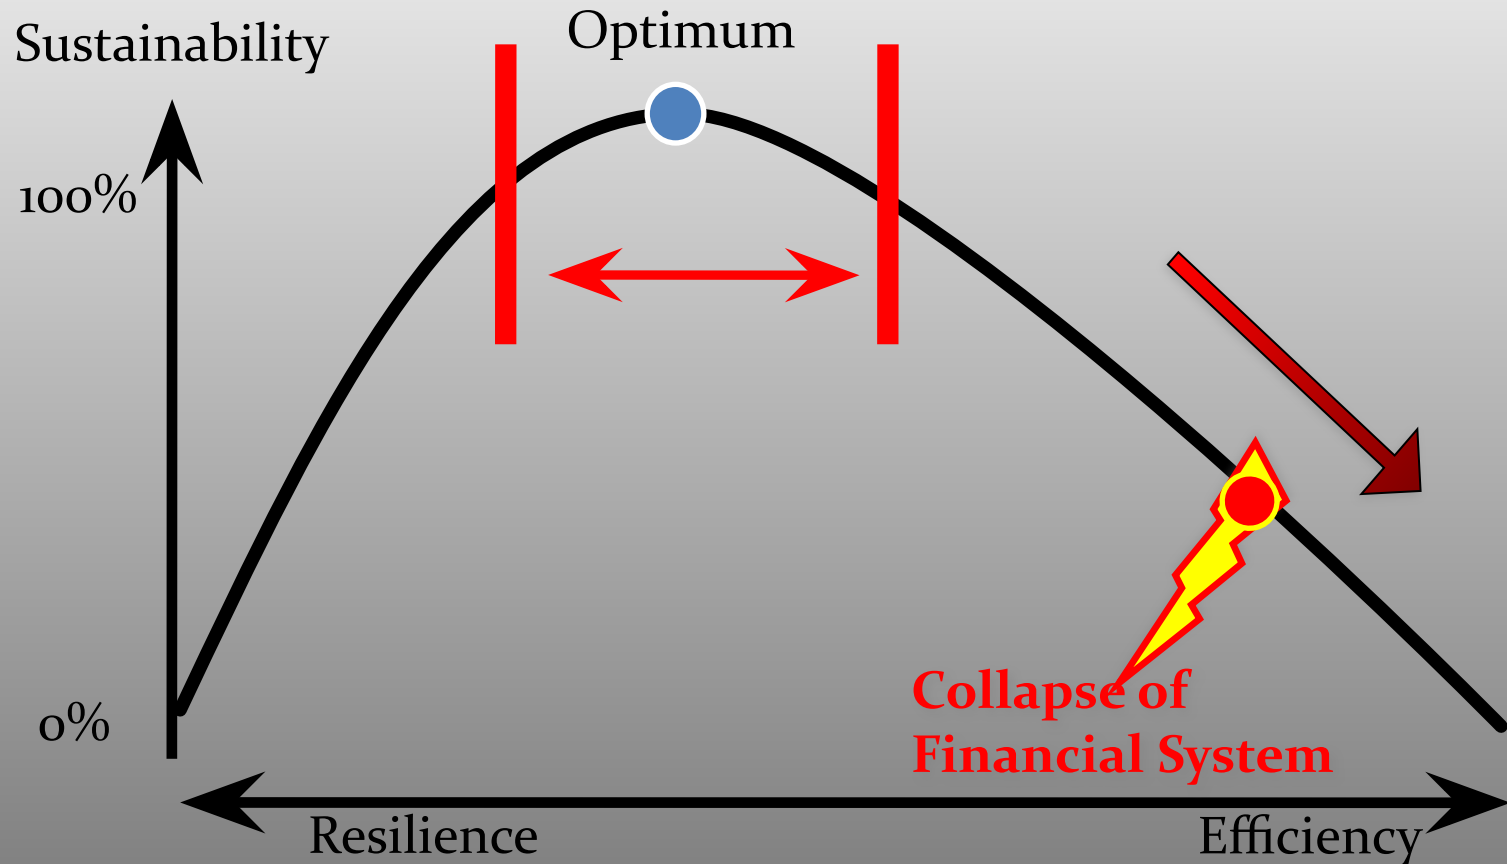 Sustainability
Optimum
100%
0%
Collapse of
Financial System
Resilience
Efficiency